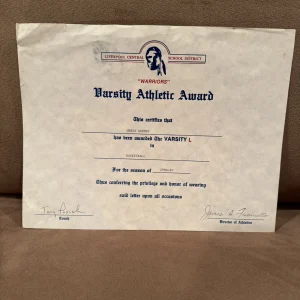 LIVERPOOL CENTRAL SCHOOL DISTRICT
"WARRIORS"
Varsity Athletic Award
This certifies that
has been awarded The VARSITY L
in
BASKETBALL
For the season of
Thus conferring the privilege and honor of wearing
said letter upon all occasions
Coach
Director of Athletics